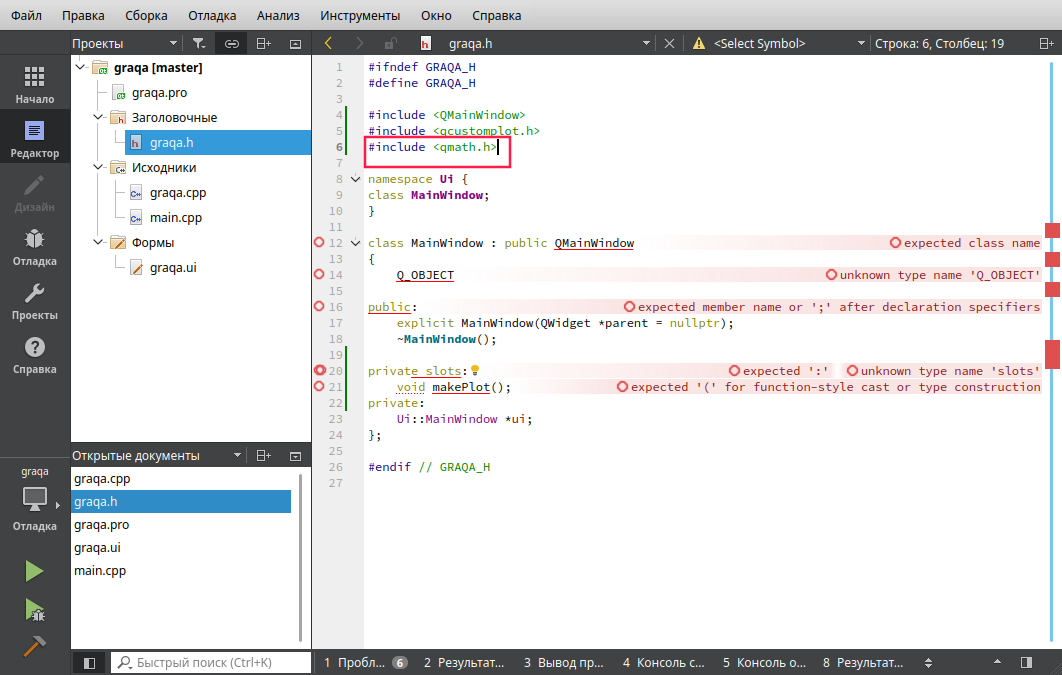 Файл Правка Сборка Отладка Анализ Инструменты Окно Справка
Проекты graqa.h <Select Symbol> Строка: 6, Столбец: 19
Начало
Редактор
Дизайн
Отладка
Проекты
Справка
graqa
Отладка
graqa [master]
graqa.pro
Заголовочные
graqa.h
Исходники
graqa.cpp
main.cpp
Формы
graqa.ui
Открытые документы
graqa.cpp
graqa.h
graqa.pro
graqa.ui
main.cpp
1 #ifndef GRAQA_H
2 #define GRAQA_H
3
4 #include <QMainWindow>
5 #include <qcustomplot.h>
6 #include <qmath.h>
7
8 namespace Ui {
9 class MainWindow;
10 }
11
12 class MainWindow : public QMainWindow expected class name
13 {
14 Q_OBJECT unknown type name 'Q_OBJECT'
15
16 public: expected member name or ';' after declaration specifiers
17 explicit MainWindow(QWidget *parent = nullptr);
18 ~MainWindow();
19
20 private slots: expected ':' unknown type name 'slots'
21 void makePlot(); expected '(' for function-style cast or type construction
22 private:
23 Ui::MainWindow *ui;
24 };
25
26 #endif // GRAQA_H
27
Быстрый поиск (Ctrl+K) 1 Пробл... 6 2 Результат... 3 Вывод пр... 4 Консоль с... 5 Консоль о... 8 Результат...